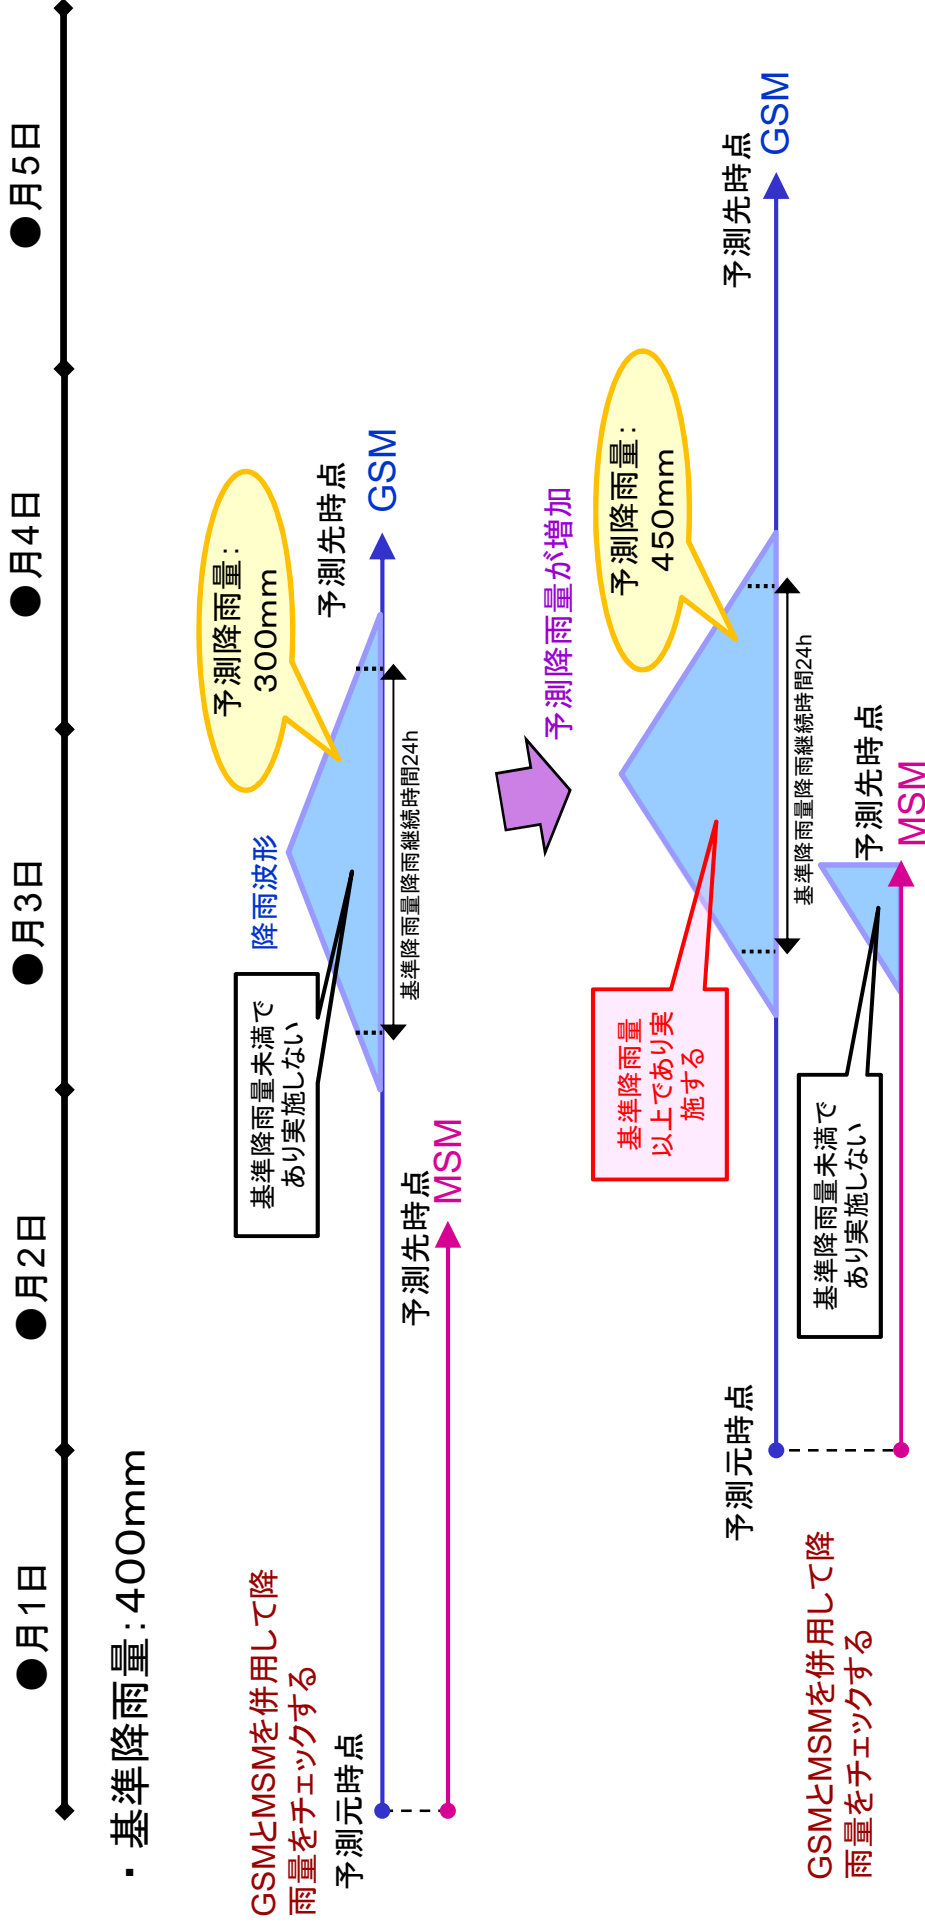 ●月1日
●月2日
●月3日
●月4日
●月5日
・基準降雨量：400mm
GSMとMSMを併用して降
雨量をチェックする
予測元時点
基準降雨量未満で
あり実施しない
降雨波形
予測降雨量：
300mm
予測先時点
GSM
基準降雨量降雨継続時間24h
予測先時点
MSM
予測降雨量が増加
予測降雨量：
450mm
基準降雨量
以上であり実
施する
予測元時点
予測先時点
GSM
基準降雨量降雨継続時間24h
GSMとMSMを併用して降
雨量をチェックする
基準降雨量未満で
あり実施しない
予測先時点
MSM